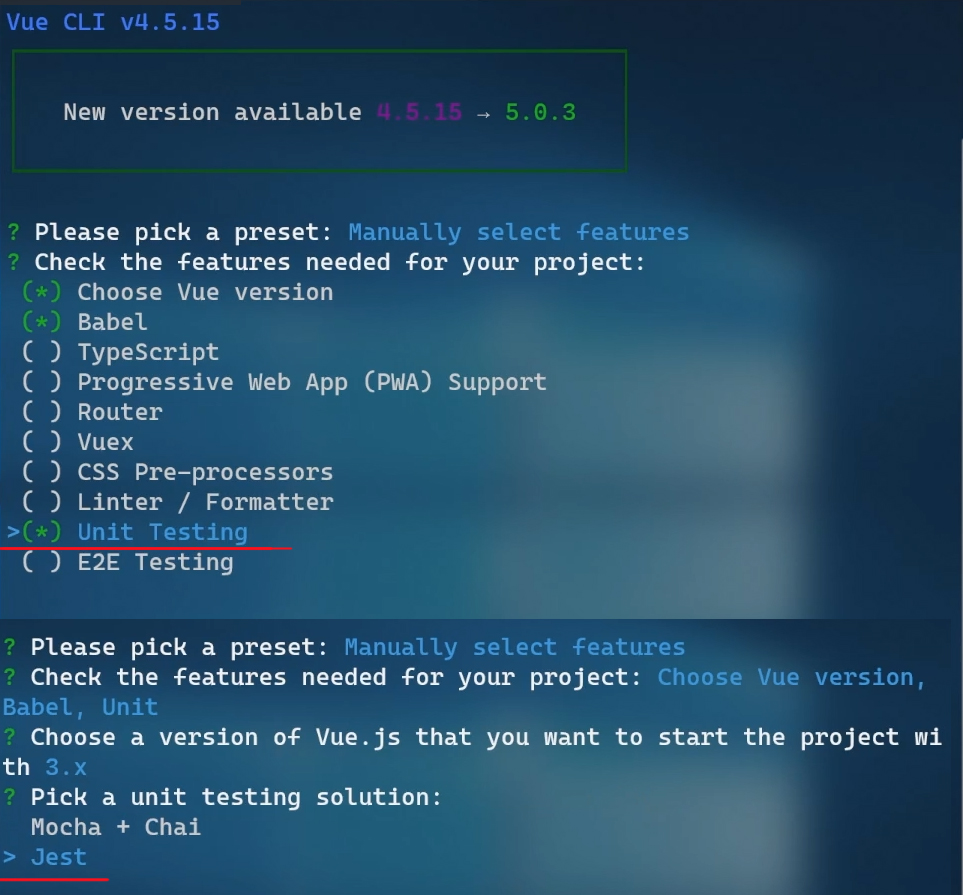 Vue CLI v4.5.15
New version available 4.5.15 → 5.0.3
? Please pick a preset: Manually select features
? Check the features needed for your project:
(*) Choose Vue version
(*) Babel
( ) TypeScript
( ) Progressive Web App (PWA) Support
( ) Router
( ) Vuex
( ) CSS Pre-processors
( ) Linter / Formatter
>(*) Unit Testing
( ) E2E Testing
? Please pick a preset: Manually select features
? Check the features needed for your project: Choose Vue version,
Babel, Unit
? Choose a version of Vue.js that you want to start the project wi
th 3.x
? Pick a unit testing solution:
Mocha + Chai
> Jest